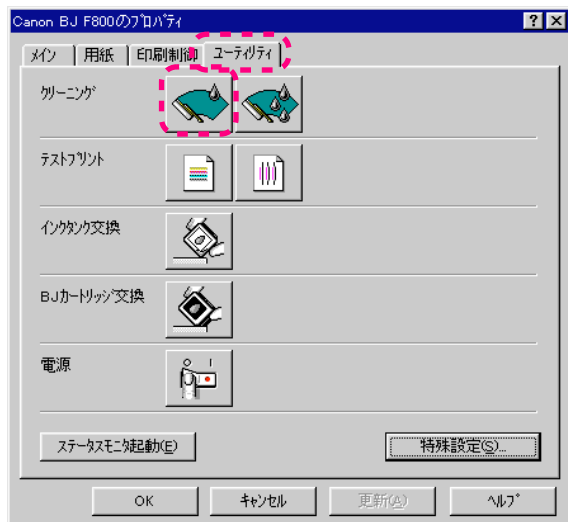 Canon BJ F800のﾌﾟﾛﾊﾟﾃｨ
ﾒｲﾝ 用紙 印刷制御 ﾕｰﾃｨﾘﾃｨ
ｸﾘｰﾆﾝｸﾞ
ﾃｽﾄﾌﾟﾘﾝﾄ
ｲﾝｸﾀﾝｸ交換
BJｶｰﾄﾘｯｼﾞ交換
電源
ｽﾃｰﾀｽﾓﾆﾀ起動(E)
特殊設定(S)...
OK ｷｬﾝｾﾙ 更新(A) ﾍﾙﾌﾟ